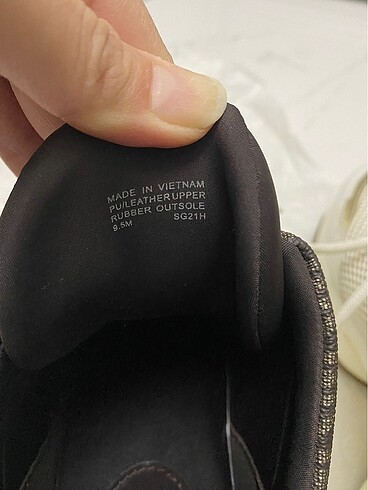 MADE IN VIETNAM
PU/LEATHER UPPER
RUBBER OUTSOLE
9.5M SG21H